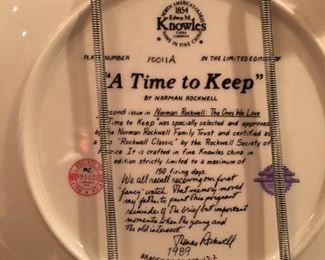 NORTH AMERICA'S OLDEST
1854
Edwin M.
Knowles
CHINA
COMPANY
NAME IN FINE CHINA
PLATE NUMBER 10011A IN THE LIMITED EDITION OF
"A Time to Keep"
BY NORMAN ROCKWELL
second issue in Norman Rockwell: The Ones We Love
Time to Keep" was specially selected and approved
by the Norman Rockwell Family Trust and certified as
a "Rockwell Classic" by the Rockwell Society of
America. It is crafted in fine Knowles china in
edition strictly limited to a maximum of
150 firing days.
We all recall receiving our first
"fancy" watch. That memory moved
my father to paint this poignant
reminder of the brief but important
moments when the young and
the old intersect.
Thomas Rockwell
1989